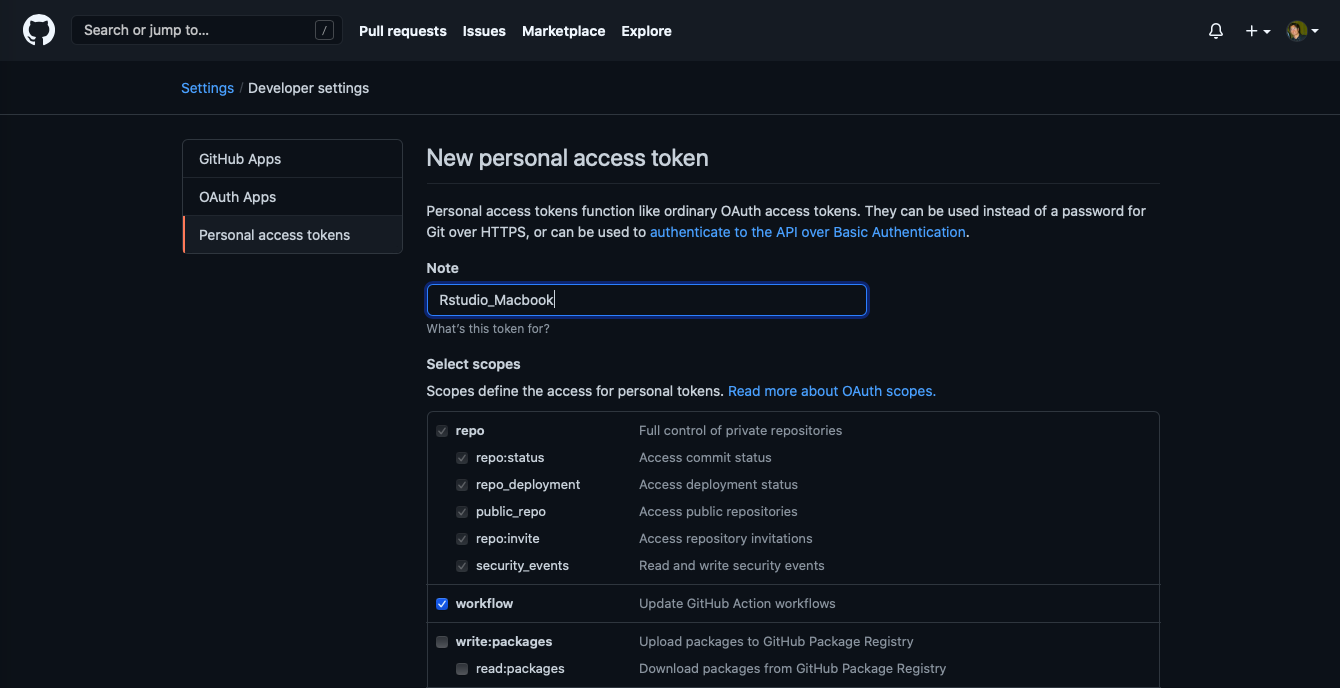 Search or jump to... /
Pull requests
Issues
Marketplace
Explore
Settings / Developer settings
GitHub Apps
OAuth Apps
Personal access tokens
New personal access token
Personal access tokens function like ordinary OAuth access tokens. They can be used instead of a password for
Git over HTTPS, or can be used to authenticate to the API over Basic Authentication.
Note
Rstudio_Macbook
What's this token for?
Select scopes
Scopes define the access for personal tokens. Read more about OAuth scopes.
repo Full control of private repositories
repo:status Access commit status
repo_deployment Access deployment status
public_repo Access public repositories
repo:invite Access repository invitations
security_events Read and write security events
workflow Update GitHub Action workflows
write:packages Upload packages to GitHub Package Registry
read:packages Download packages from GitHub Package Registry